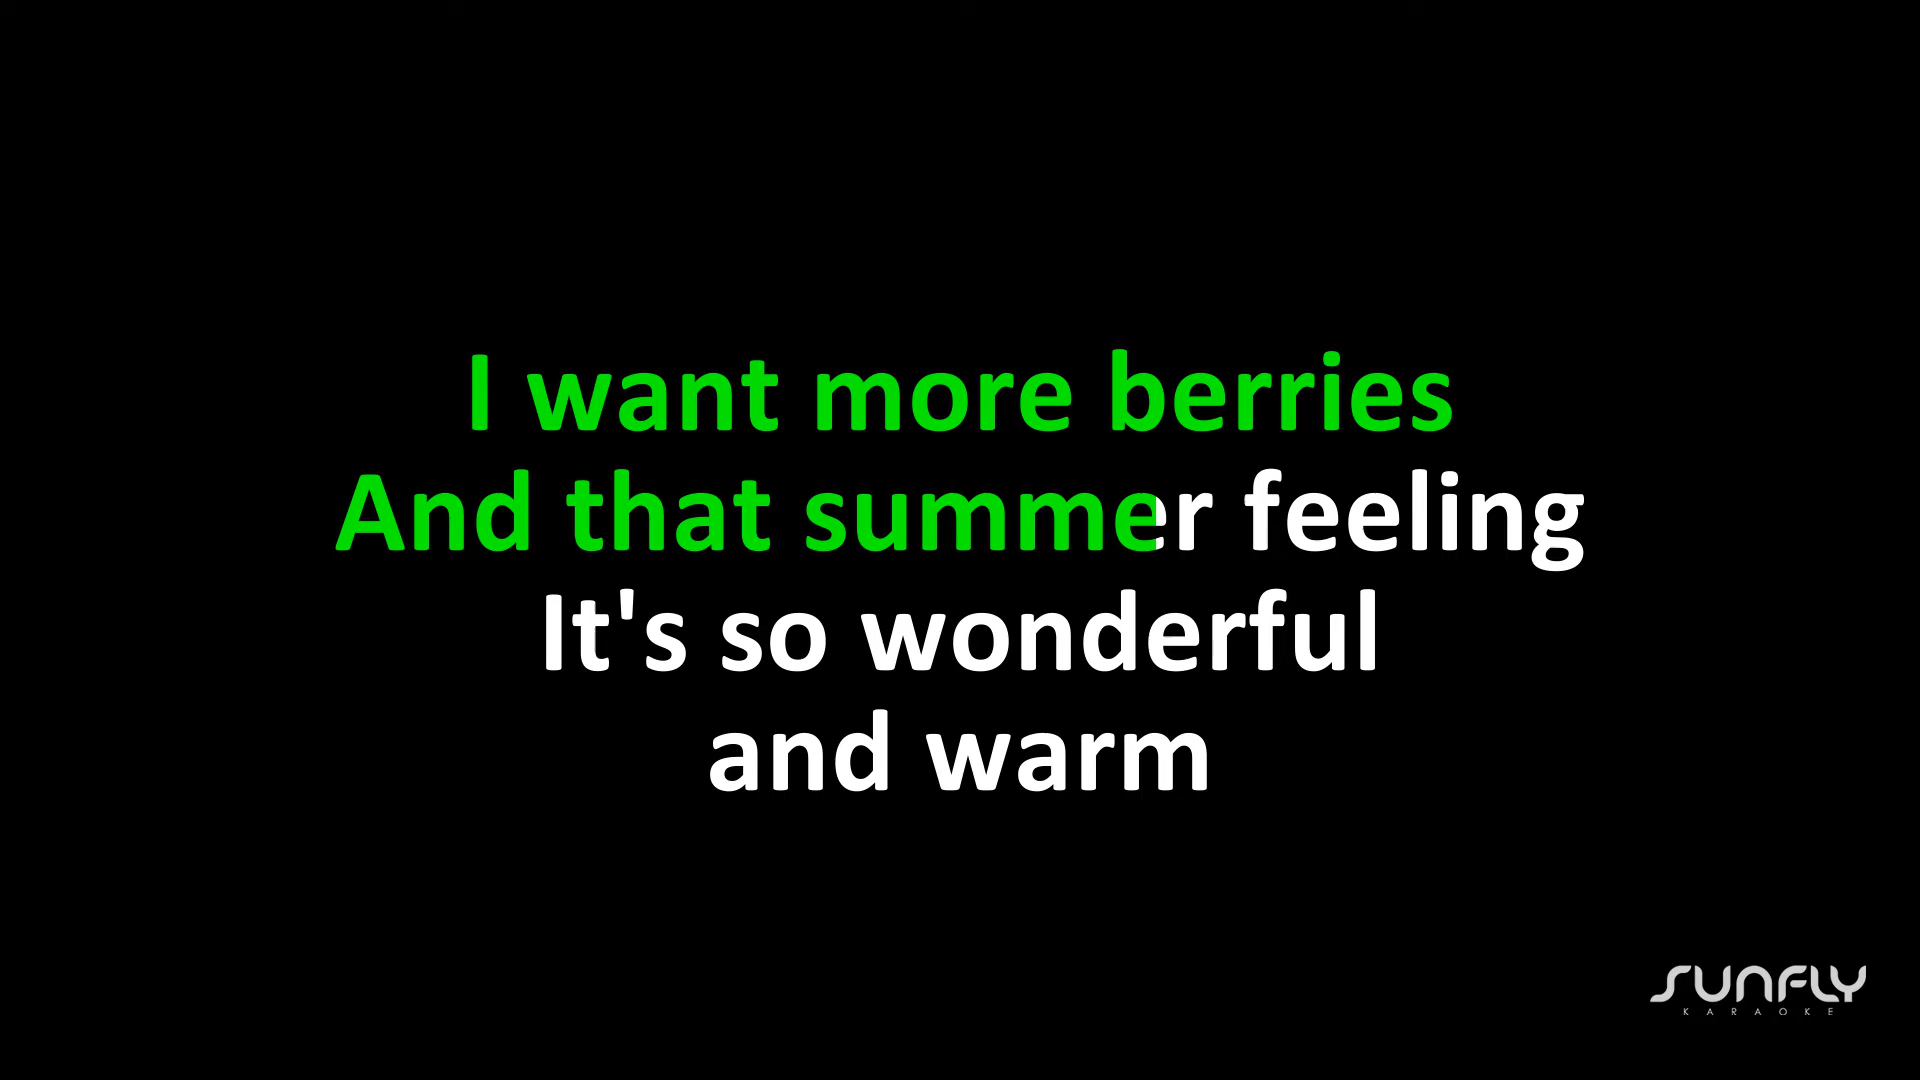 I want more berries
And that summer feeling
It's so wonderful
and warm
SUNFLY
KARAOKE